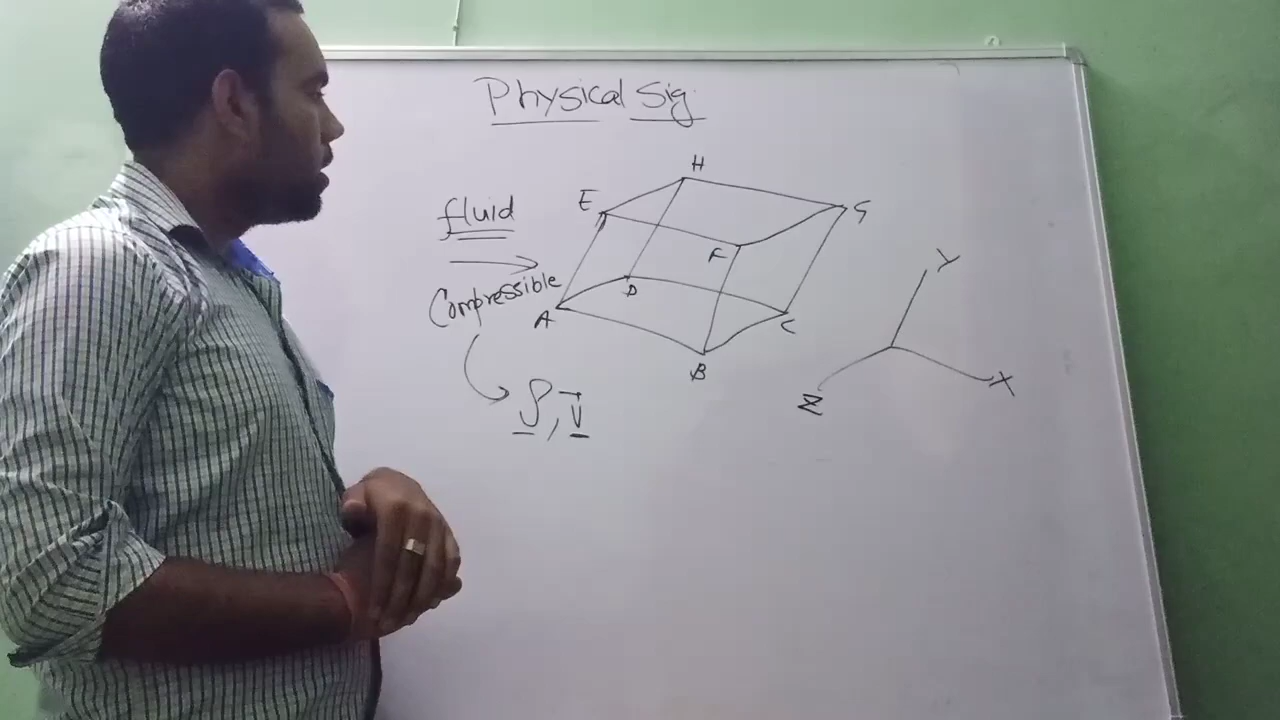 Physical Sig
H
E
G
fluid
F
Y
Compressible
D
A
C
B
X
Z
ρ, V̅